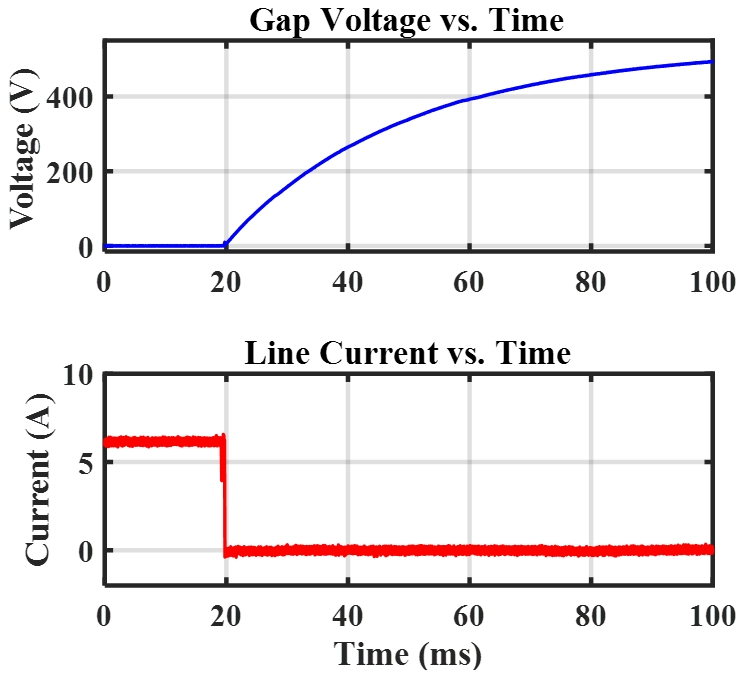 Gap Voltage vs. Time
Voltage (V)
400
200
0
0 20 40 60 80 100
Line Current vs. Time
Current (A)
10
5
0
0 20 40 60 80 100
Time (ms)